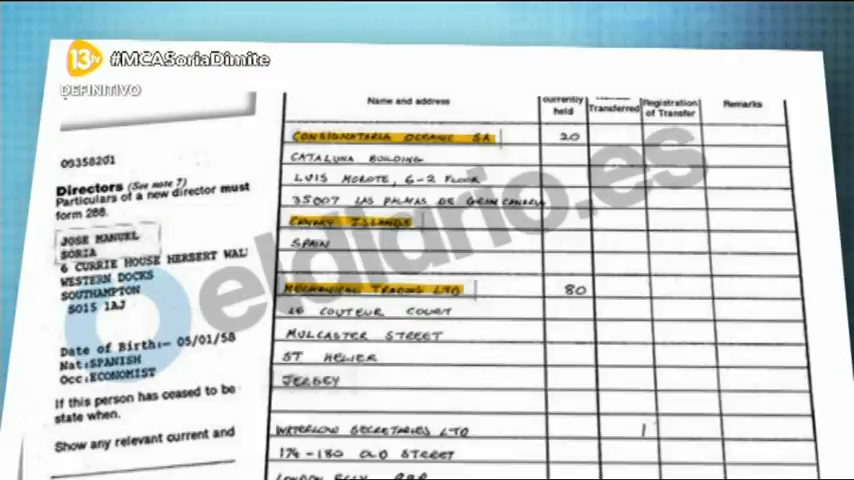 13tv
#MCASoriaDimite
DEFINITIVO
03358201
Directors (See note 7)
Particulars of a new director must
form 288.
JOSE MANUEL
SORIA
6 CURRIE HOUSE HERBERT WAL
WESTERN DOCKS
SOUTHAMPTON
SO15 1AJ
Date of Birth:- 05/01/58
Nat:SPANISH
Occ:ECONOMIST
If this person has ceased to be
state when.
Show any relevant current and
Name and address
currently
held
Transferred
Registration
of Transfer
Remarks
CONSIGNATARIA OCEANIC SA 20
CATALUNA BUILDING
LUIS MOROTE, 6-2 FLOOR
35007 LAS PALMAS DE GRAN CANARIA
CANARY ISLANDS
SPAIN
MECHANICAL TRADING LTD 80
LE COUTEUR COURT
MULCASTER STREET
ST HELIER
JERSEY
WATERLOW SECRETARIES LTD 1
174-180 OLD STREET
LONDON
eldiario.es